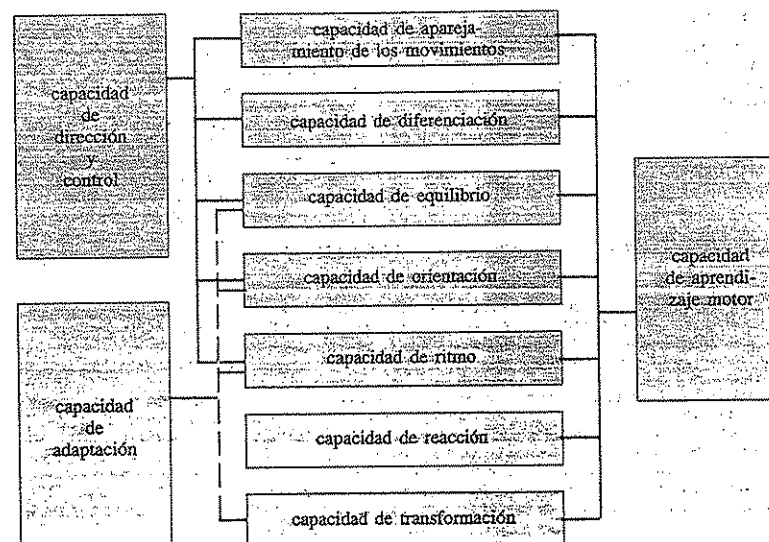 capacidad
de
dirección
y
control
capacidad
de
adaptación
capacidad de apareja-
miento de los movimientos
capacidad de diferenciación
capacidad de equilibrio
capacidad de orientación
capacidad de ritmo
capacidad de reacción
capacidad de transformación
capacidad
de aprendi-
zaje motor